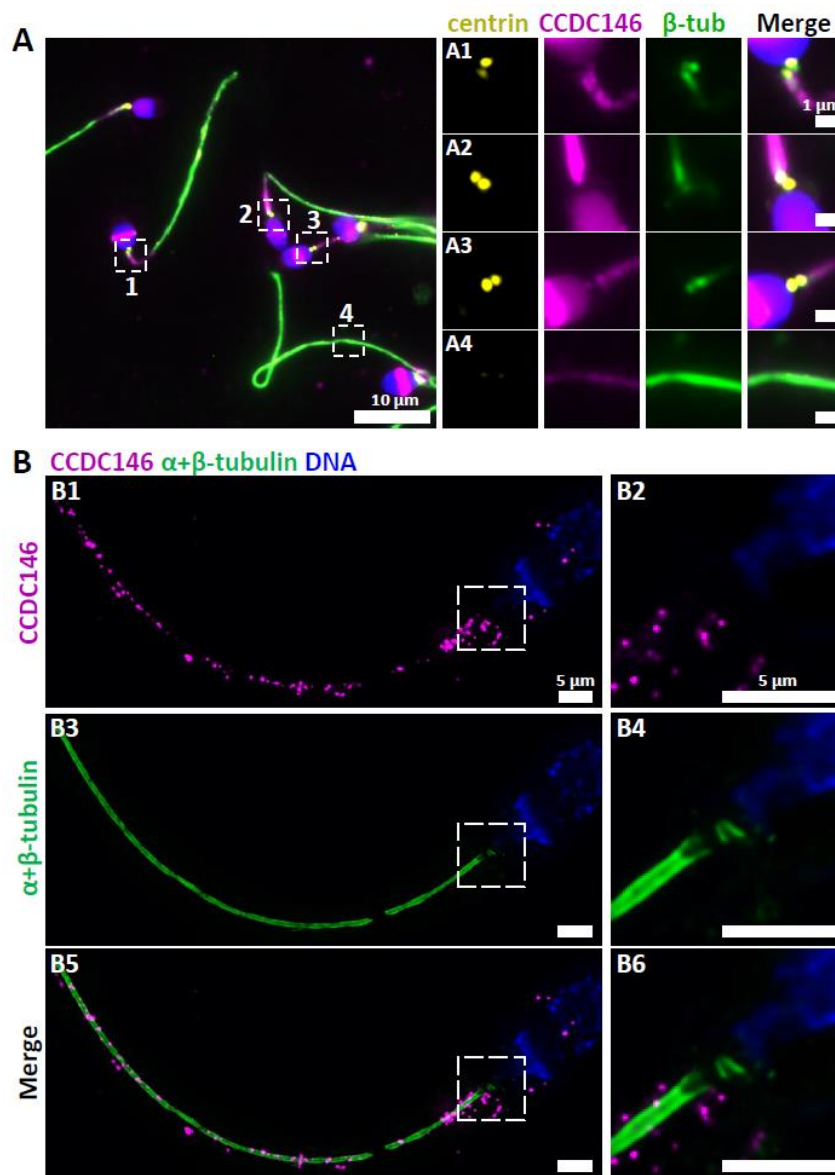 A
centrin CCDC146 β-tub Merge
A1
1 µm
A2
A3
A4
1
2
3
4
10 µm
B CCDC146 α+β-tubulin DNA
CCDC146
B1
5 µm
B2
5 µm
α+β-tubulin
B3
B4
Merge
B5
B6